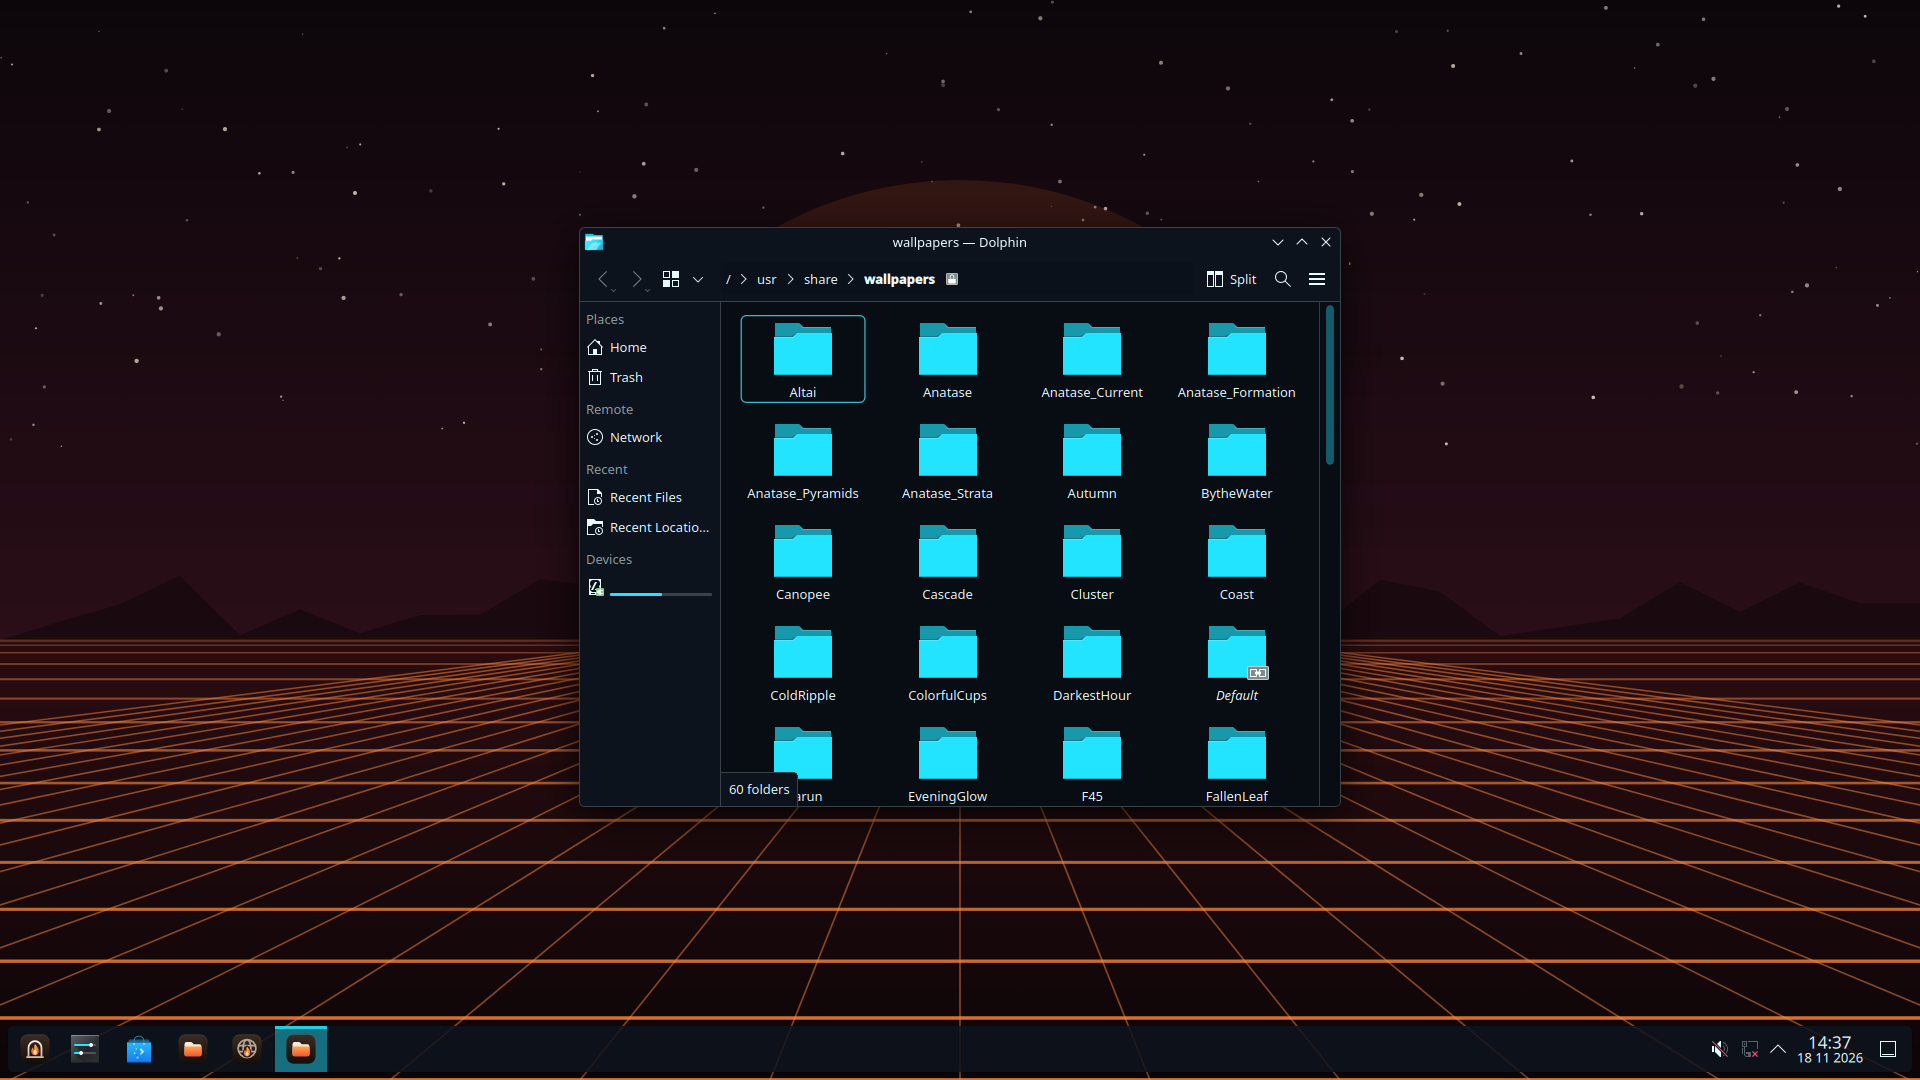 wallpapers — Dolphin
/ usr share wallpapers Split
Places
Home
Trash
Remote
Network
Recent
Recent Files
Recent Locatio...
Devices
Altai Anatase Anatase_Current Anatase_Formation
Anatase_Pyramids Anatase_Strata Autumn BytheWater
Canopee Cascade Cluster Coast
ColdRipple ColorfulCups DarkestHour Default
arun EveningGlow F45 FallenLeaf
60 folders
14:37
18 11 2026